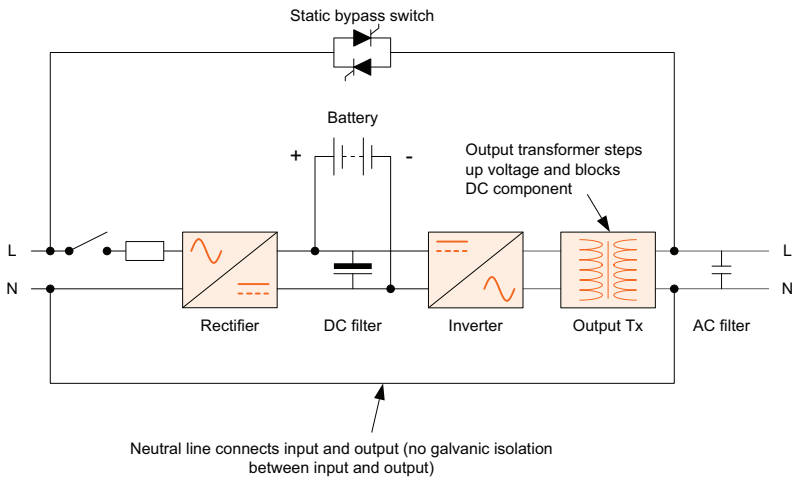 Static bypass switch
Battery
+
-
Output transformer steps
up voltage and blocks
DC component
L
L
N
N
Rectifier
DC filter
Inverter
Output Tx
AC filter
Neutral line connects input and output (no galvanic isolation
between input and output)